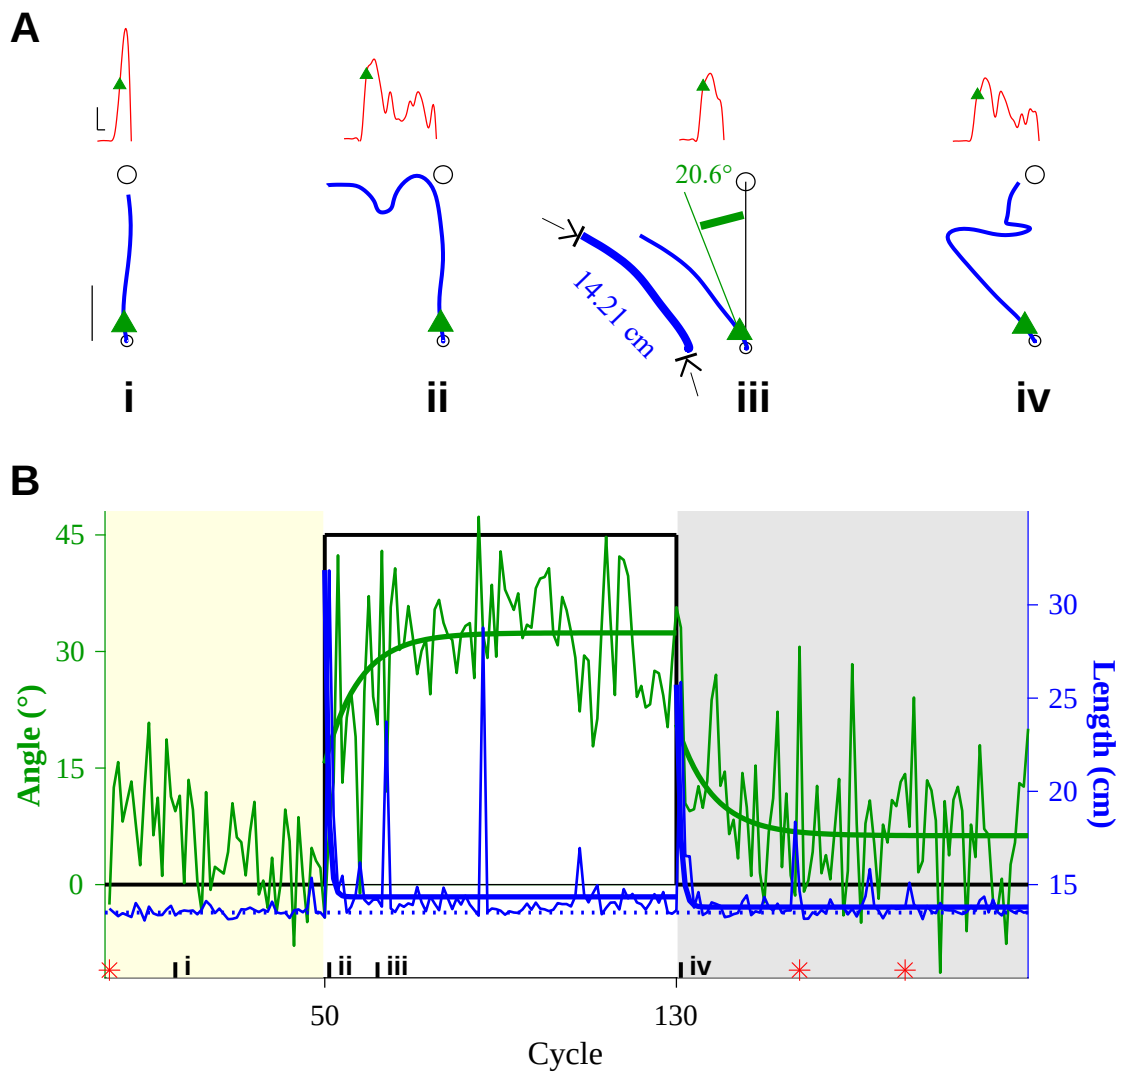 A
20.6°
14.21 cm
i
ii
iii
iv
B
45
30
15
0
Angle (°)
30
25
20
15
Length (cm)
i
ii
iii
iv
50
130
Cycle